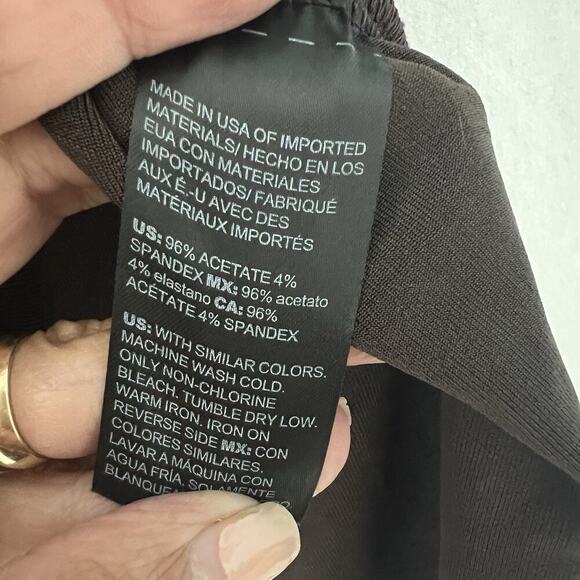 MADE IN USA OF IMPORTED
MATERIALS/ HECHO EN LOS
EUA CON MATERIALES
IMPORTADOS/ FABRIQUÉ
AUX É.-U AVEC DES
MATÉRIAUX IMPORTÉS
US: 96% ACETATE 4%
SPANDEX MX: 96% acetato
4% elastano CA: 96%
ACÉTATE 4% SPANDEX
US: WITH SIMILAR COLORS.
MACHINE WASH COLD.
ONLY NON-CHLORINE
BLEACH. TUMBLE DRY LOW.
WARM IRON. IRON ON
REVERSE SIDE MX: CON
COLORES SIMILARES.
LAVAR A MÁQUINA CON
AGUA FRÍA. SOLAMENTE